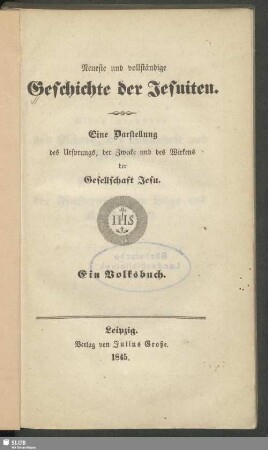 Neueste und vollständige
Geschichte der Jesuiten.
Eine Darstellung
des Ursprungs, der Zwecke und des Wirkens
der
Gesellschaft Jesu.
IHS
Ein Volksbuch.
Leipzig.
Verlag von Julius Große.
1845.
SLUB